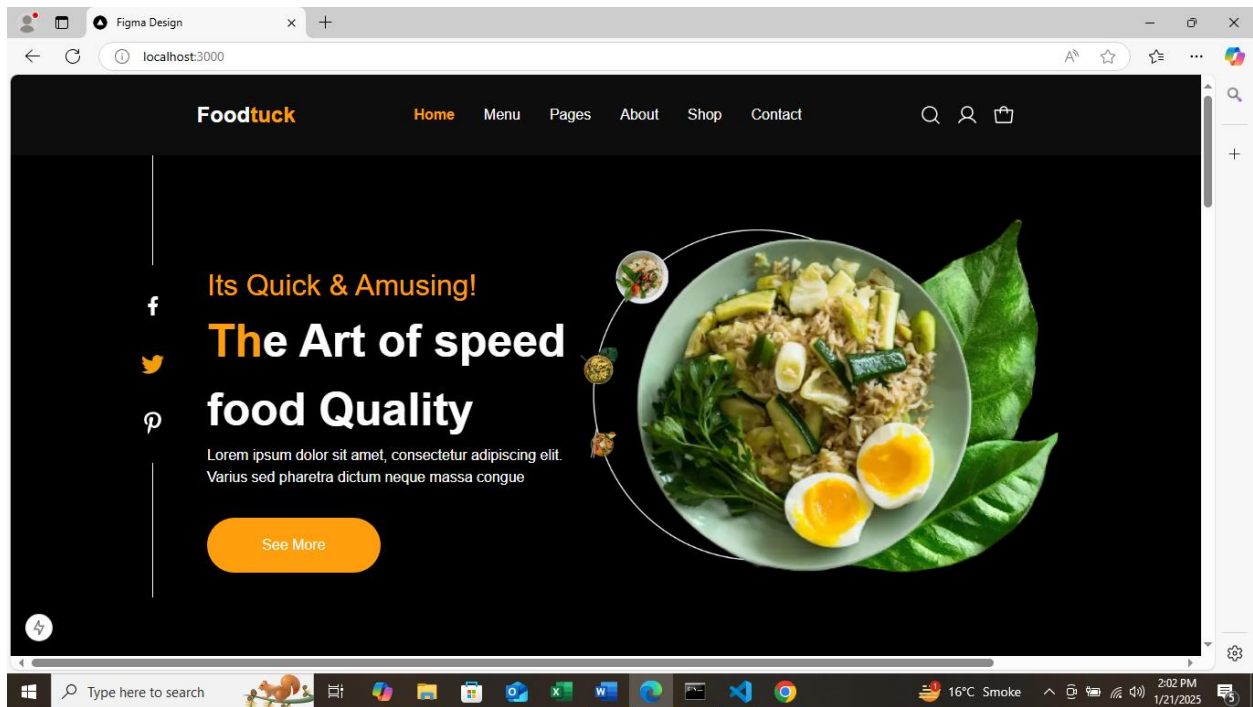 Figma Design
localhost:3000
Foodtuck Home Menu Pages About Shop Contact
Its Quick & Amusing!
The Art of speed
food Quality
Lorem ipsum dolor sit amet, consectetur adipiscing elit.
Varius sed pharetra dictum neque massa congue
See More
Type here to search
16°C Smoke
2:02 PM
1/21/2025